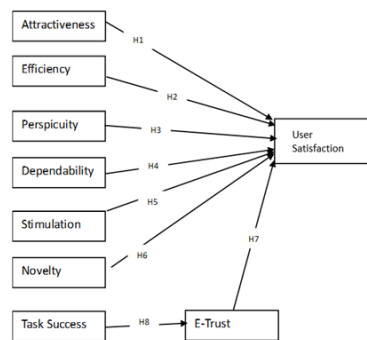 Attractiveness
H1
Efficiency
H2
Perspicuity
H3
User
Satisfaction
Dependability
H4
H5
Stimulation
H6
H7
Novelty
Task Success
H8
E-Trust